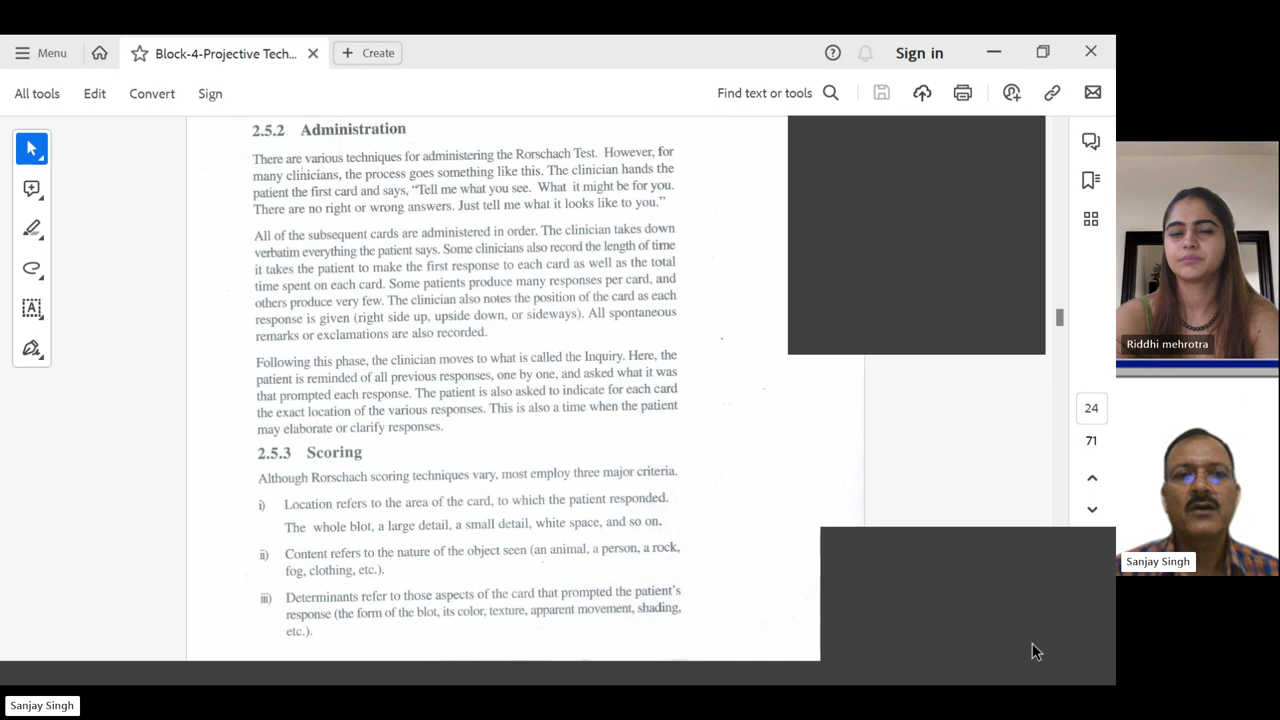 Menu
Block-4-Projective Tech...
Create
Sign in
All tools
Edit
Convert
Sign
Find text or tools
2.5.2 Administration
There are various techniques for administering the Rorschach Test. However, for
many clinicians, the process goes something like this. The clinician hands the
patient the first card and says, “Tell me what you see. What it might be for you.
There are no right or wrong answers. Just tell me what it looks like to you.”
All of the subsequent cards are administered in order. The clinician takes down
verbatim everything the patient says. Some clinicians also record the length of time
it takes the patient to make the first response to each card as well as the total
time spent on each card. Some patients produce many responses per card, and
others produce very few. The clinician also notes the position of the card as each
response is given (right side up, upside down, or sideways). All spontaneous
remarks or exclamations are also recorded.
Following this phase, the clinician moves to what is called the Inquiry. Here, the
patient is reminded of all previous responses, one by one, and asked what it was
that prompted each response. The patient is also asked to indicate for each card
the exact location of the various responses. This is also a time when the patient
may elaborate or clarify responses.
2.5.3 Scoring
Although Rorschach scoring techniques vary, most employ three major criteria.
i) Location refers to the area of the card, to which the patient responded.
The whole blot, a large detail, a small detail, white space, and so on.
ii) Content refers to the nature of the object seen (an animal, a person, a rock,
fog, clothing, etc.).
iii) Determinants refer to those aspects of the card that prompted the patient’s
response (the form of the blot, its color, texture, apparent movement, shading,
etc.).
24
71
Riddhi mehrotra
Sanjay Singh
Sanjay Singh